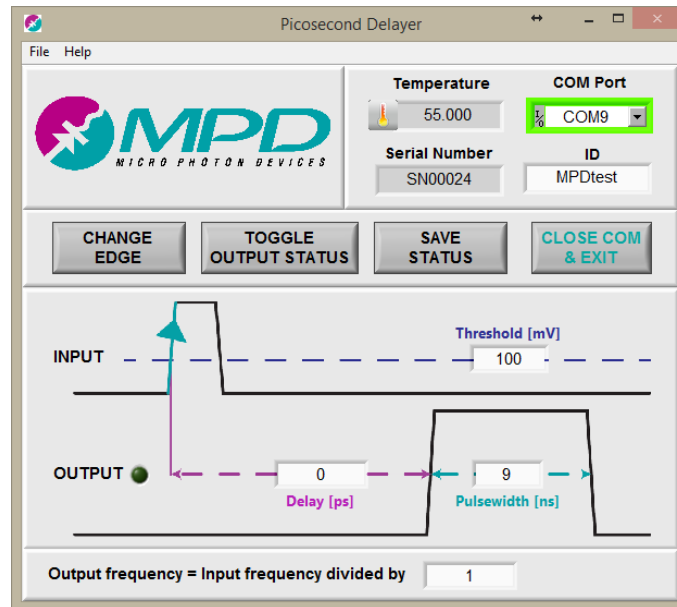 Picosecond Delayer
File Help
MPD
MICRO PHOTON DEVICES
Temperature
55.000
COM Port
I/O COM9
Serial Number
SN00024
ID
MPDtest
CHANGE
EDGE
TOGGLE
OUTPUT STATUS
SAVE
STATUS
CLOSE COM
& EXIT
INPUT
Threshold [mV]
100
OUTPUT
0
Delay [ps]
9
Pulsewidth [ns]
Output frequency = Input frequency divided by 1